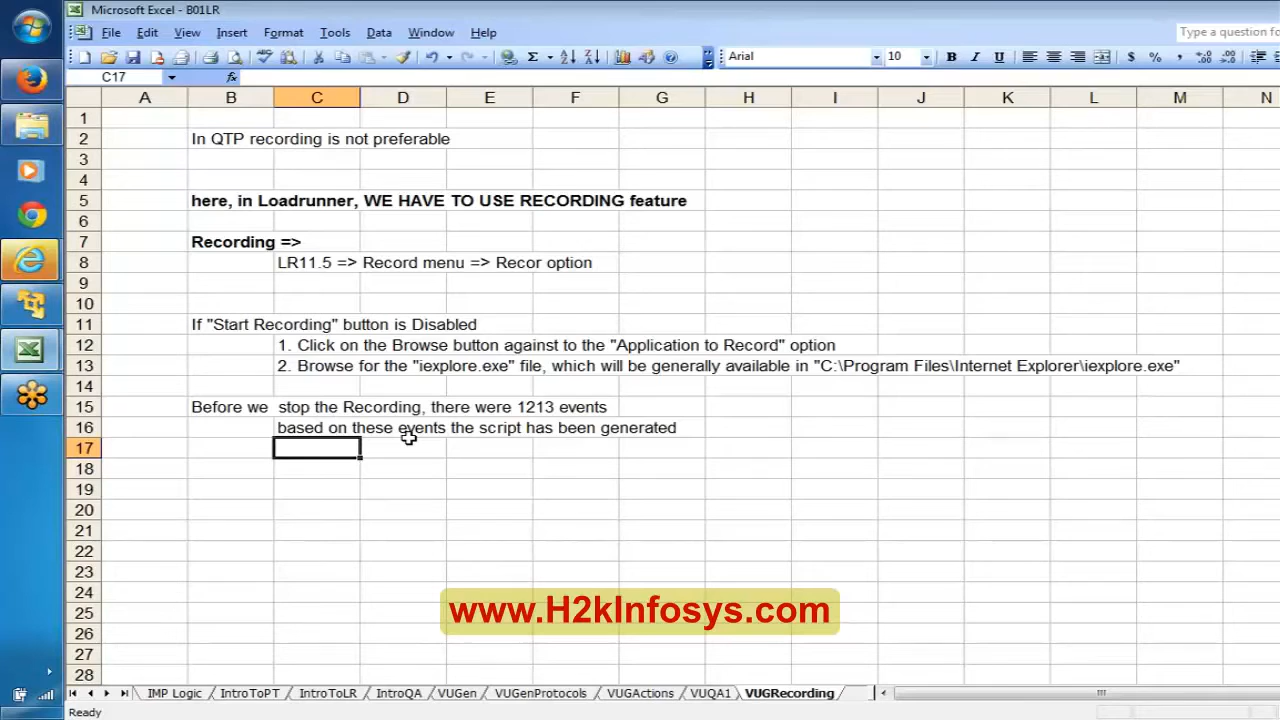 Microsoft Excel - B01LR
File Edit View Insert Format Tools Data Window Help
Type a question fo
Arial 10 B I U $ % ,
C17 fx
A B C D E F G H I J K L M N
1
2 In QTP recording is not preferable
3
4
5 here, in Loadrunner, WE HAVE TO USE RECORDING feature
6
7 Recording =>
8 LR11.5 => Record menu => Recor option
9
10
11 If "Start Recording" button is Disabled
12 1. Click on the Browse button against to the "Application to Record" option
13 2. Browse for the "iexplore.exe" file, which will be generally available in "C:\Program Files\Internet Explorer\iexplore.exe"
14
15 Before we stop the Recording, there were 1213 events
16 based on these events the script has been generated
17
18
19
20
21
22
23
24
www.H2kInfosys.com
25
26
27
28
IMP Logic IntroToPT IntroToLR IntroQA VUGen VUGenProtocols VUGActions VUQA1 VUGRecording
Ready